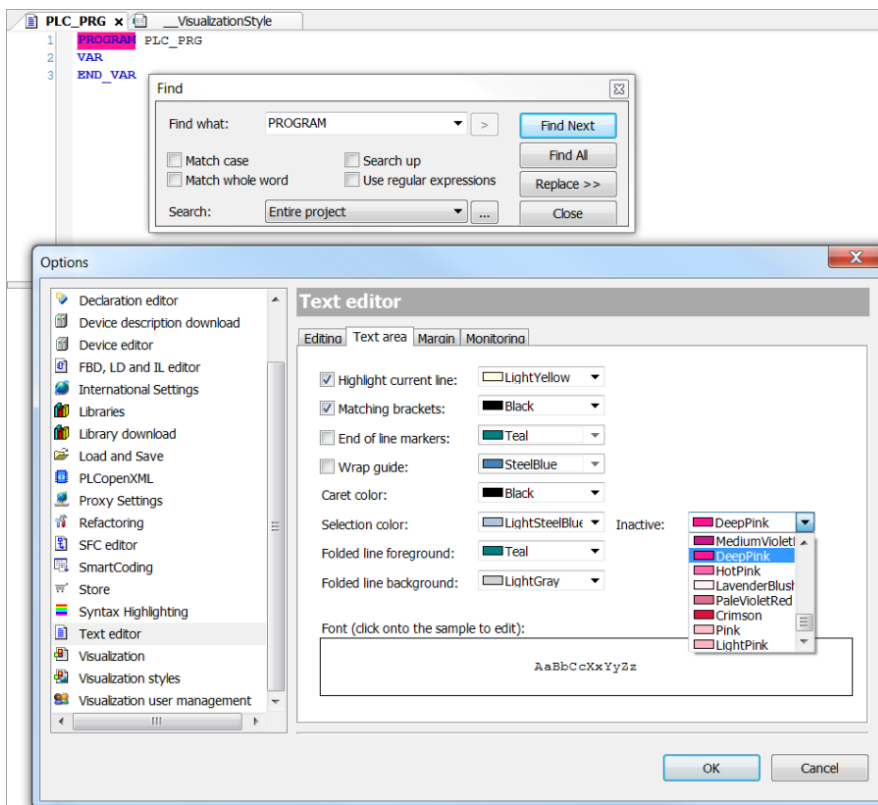 PLC_PRG x __VisualizationStyle
1 PROGRAM PLC_PRG
2 VAR
3 END_VAR
Find
Find what: PROGRAM > Find Next
Match case Search up Find All
Match whole word Use regular expressions Replace >>
Search: Entire project ... Close
Options
Declaration editor
Device description download
Device editor
FBD, LD and IL editor
International Settings
Libraries
Library download
Load and Save
PLCopenXML
Proxy Settings
Refactoring
SFC editor
SmartCoding
Store
Syntax Highlighting
Text editor
Visualization
Visualization styles
Visualization user management
Text editor
Editing Text area Margin Monitoring
Highlight current line: LightYellow
Matching brackets: Black
End of line markers: Teal
Wrap guide: SteelBlue
Caret color: Black
Selection color: LightSteelBlue Inactive: DeepPink
Folded line foreground: Teal
Folded line background: LightGray
MediumViolet
DeepPink
HotPink
LavenderBlush
PaleVioletRed
Crimson
Pink
LightPink
Font (click onto the sample to edit):
AaBbCcXxYyZz
OK Cancel